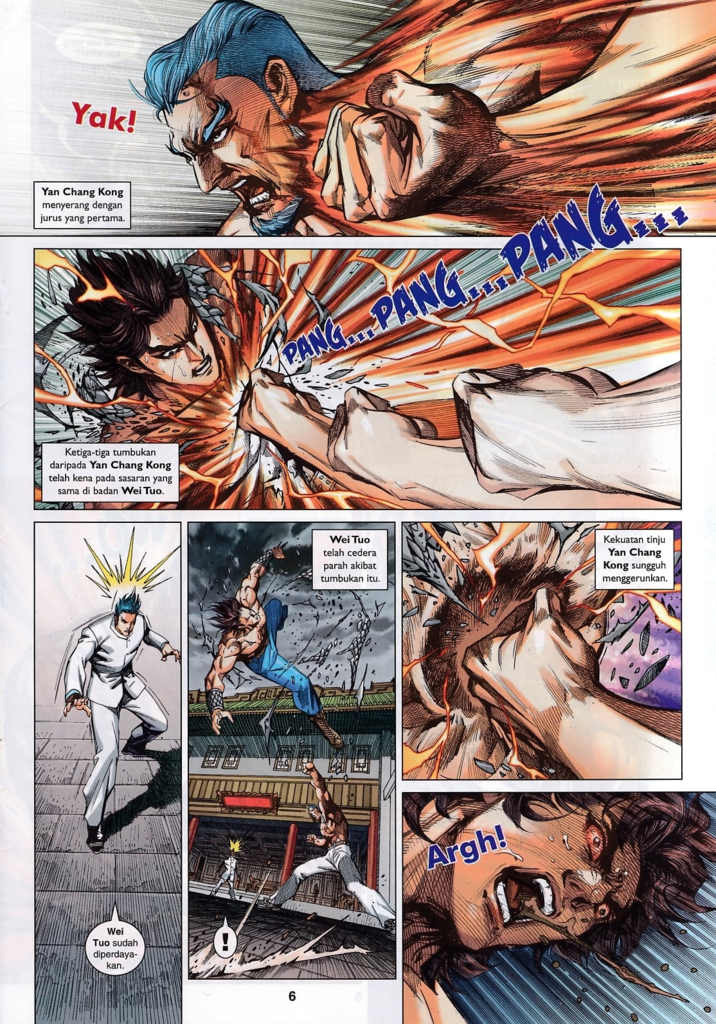 Yak!
Yan Chang Kong
menyerang dengan
jurus yang pertama.
PANG...PANG...PANG...zzz
Ketiga-tiga tumbukan
daripada Yan Chang Kong
telah kena pada sasaran yang
sama di badan Wei Tuo.
Wei
Tuo sudah
diperdaya-
kan.
Wei Tuo
telah cedera
parah akibat
tumbukan itu.
!
Kekuatan tinju
Yan Chang
Kong sungguh
menggerunkan.
Argh!
6